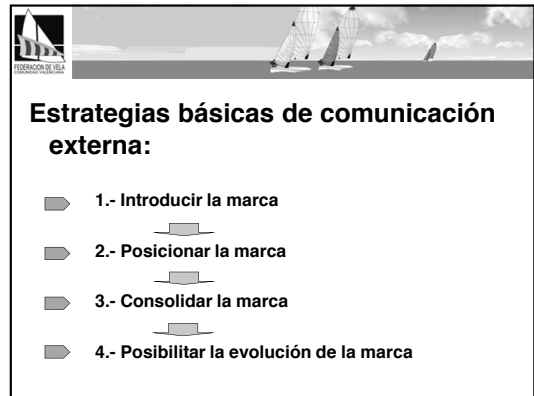 FEDERACIÓN DE VELA
COMUNIDAD VALENCIANA
Estrategias básicas de comunicación
externa:
1.- Introducir la marca
2.- Posicionar la marca
3.- Consolidar la marca
4.- Posibilitar la evolución de la marca